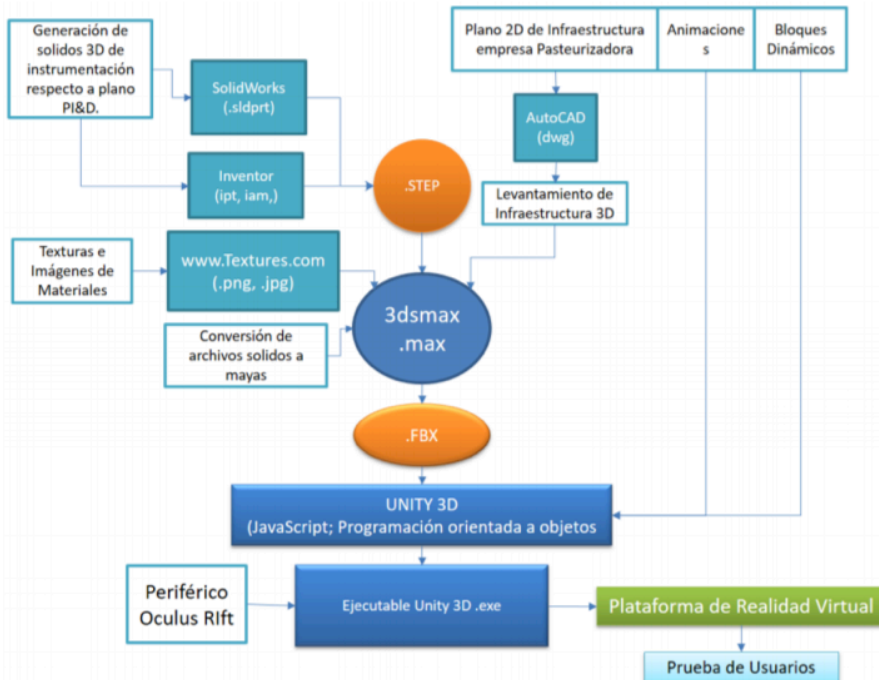 Generación de
solidos 3D de
instrumentación
respecto a plano
PI&D.
SolidWorks
(.sldprt)
Inventor
(ipt, iam,)
.STEP
Plano 2D de Infraestructura
empresa Pasteurizadora
Animacione
s
Bloques
Dinámicos
AutoCAD
(dwg)
Levantamiento de
Infraestructura 3D
Texturas e
Imágenes de
Materiales
www.Textures.com
(.png, .jpg)
Conversión de
archivos solidos a
mayas
3dsmax
.max
.FBX
UNITY 3D
(JavaScript; Programación orientada a objetos
Periférico
Oculus RIft
Ejecutable Unity 3D .exe
Plataforma de Realidad Virtual
Prueba de Usuarios